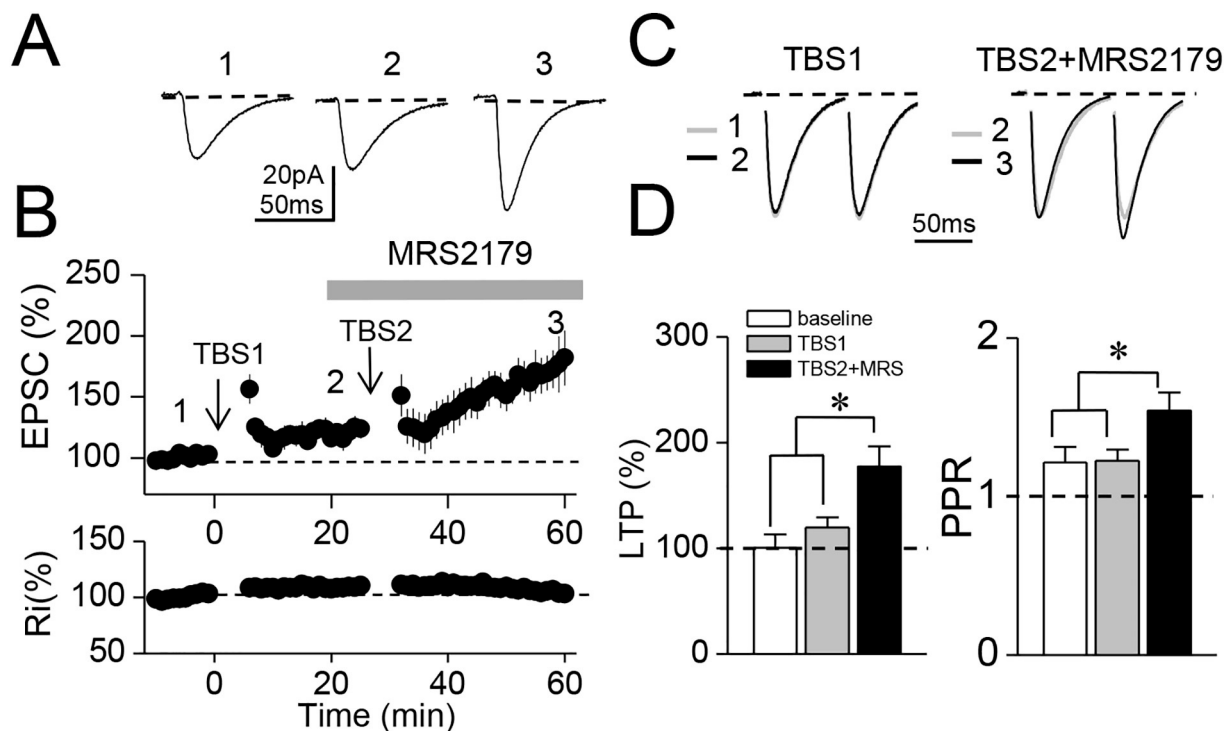 A
1 2 3
20pA
50ms
B
MRS2179
EPSC (%)
250
200
150
100
TBS1
TBS2
1
2
3
0 20 40 60
Ri(%)
150
100
50
0 20 40 60
Time (min)
C
TBS1
TBS2+MRS2179
1
2
2
3
50ms
D
baseline
TBS1
TBS2+MRS
LTP (%)
300
200
100
0
*
PPR
2
1
0
*